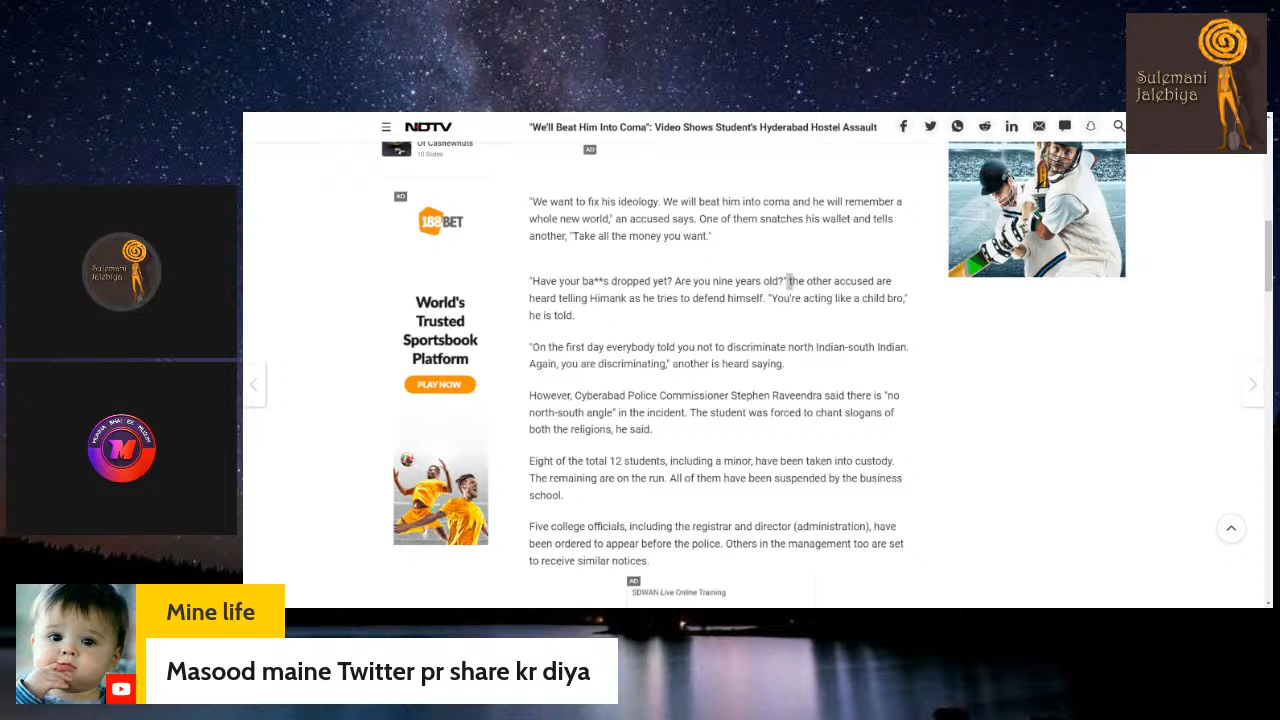 Sulemani
Jalebiya
NDTV
"We'll Beat Him Into Coma": Video Shows Student's Hyderabad Hostel Assault
Of Cashewnuts
10 Slides
AD
AD
188BET
World's
Trusted
Sportsbook
Platform
PLAY NOW
"We want to fix his ideology. We will beat him into coma and he will remember a
whole new world," an accused says. One of them snatches his wallet and tells
another, "Take all the money you want."
"Have your ba**s dropped yet? Are you nine years old?" the other accused are
heard telling Himank as he tries to defend himself. "You're acting like a child bro,"
he is told.
"On the first day everybody told you not to discriminate north Indian-south Indian.
Again, you are discriminating," another is heard saying.
However, Cyberabad Police Commissioner Stephen Raveendra said there is "no
north-south angle" in the incident. The student was forced to chant slogans of
both the religions, he said.
Eight of the total 12 students, including a minor, have been taken into custody.
The remaining are on the run. All of them have been suspended by the business
school.
Five college officials, including the registrar and director (administration), have
been ordered to appear before the police. Others in the management too are set
to receive similar notices.
AD
SDWAN Live Online Training
Sulemani
Jalebiya
MUNNA BHAI EX MUSLIM
M
Mine life
Masood maine Twitter pr share kr diya